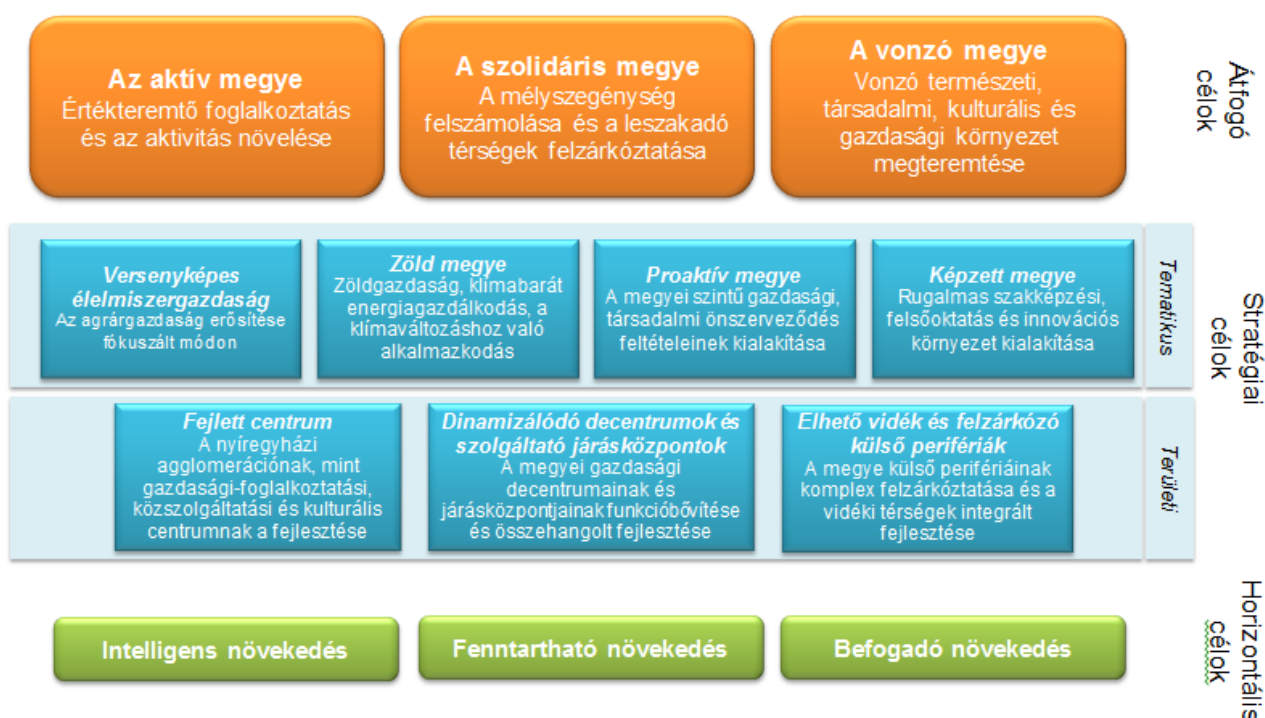 Az aktív megye
Értékteremtő foglalkoztatás
és az aktivitás növelése
A szolidáris megye
A mélyszegénység
felszámolása és a leszakadó
térségek felzárkóztatása
A vonzó megye
Vonzó természeti,
társadalmi, kulturális és
gazdasági környezet
megteremtése
Átfogó
célok
Versenyképes
élelmiszergazdaság
Az agrárgazdaság erősítése
fókuszált módon
Zöld megye
Zöldgazdaság, klímabarát
energiagazdálkodás, a
klímaváltozáshoz való
alkalmazkodás
Proaktív megye
A megyei szintű gazdasági,
társadalmi önszerveződés
feltételeinek kialakítása
Képzett megye
Rugalmas szakképzési,
felsőoktatás és innovációs
környezet kialakítása
Tematikus
Stratégiai
célok
Fejlett centrum
A nyíregyházi
agglomerációnak, mint
gazdasági-foglalkoztatási,
közszolgáltatási és kulturális
centrumnak a fejlesztése
Dinamizálódó decentrumok és
szolgáltató járásközpontok
A megyei gazdasági
decentrumainak és
járásközpontjainak funkcióbővítése
és összehangolt fejlesztése
Élhető vidék és felzárkózó
külső perifériák
A megye külső perifériáinak
komplex felzárkóztatása és a
vidéki térségek integrált
fejlesztése
Területi
Intelligens növekedés
Fenntartható növekedés
Befogadó növekedés
Horizontális
célok